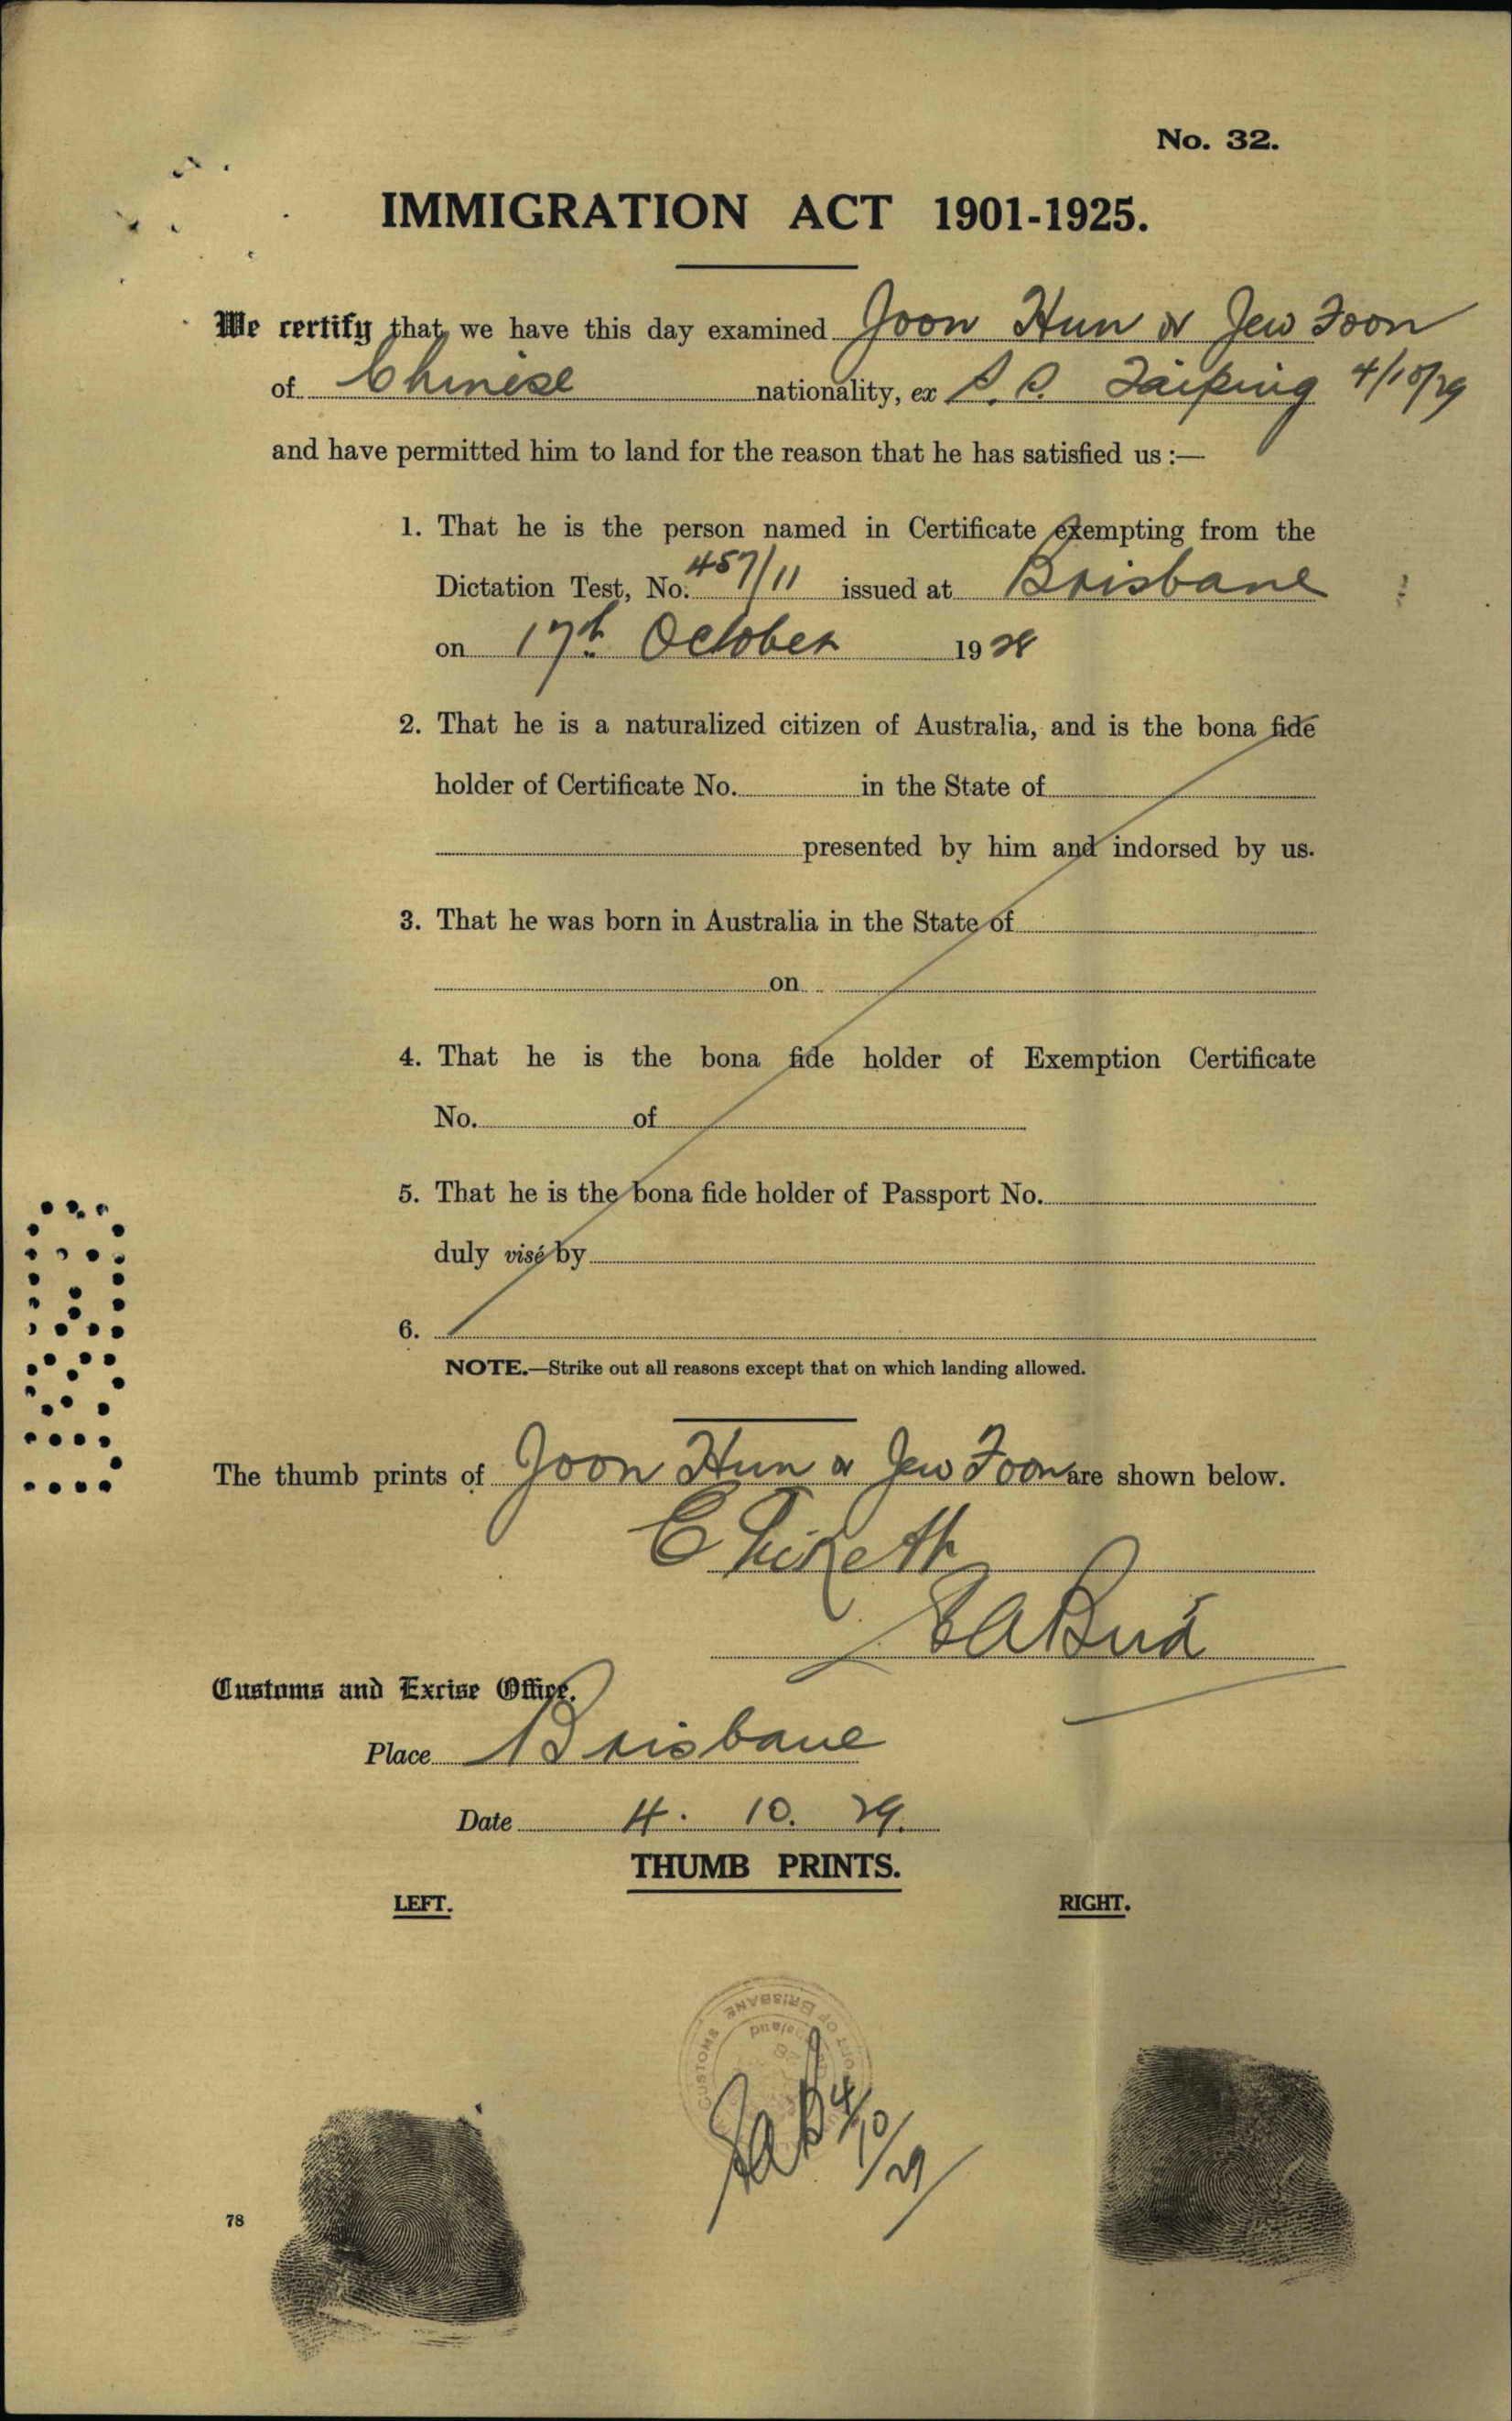 No. 32.
IMMIGRATION ACT 1901-1925.
We certify that we have this day examined Joon Hun or Jew Foon
of Chinese nationality, ex S.S. Taiping 4/10/29
and have permitted him to land for the reason that he has satisfied us :—
1. That he is the person named in Certificate exempting from the
Dictation Test, No. 457/11 issued at Brisbane
on 17th October 1928
2. That he is a naturalized citizen of Australia, and is the bona fide
holder of Certificate No. in the State of
presented by him and indorsed by us.
3. That he was born in Australia in the State of
on
4. That he is the bona fide holder of Exemption Certificate
No. of
5. That he is the bona fide holder of Passport No.
duly visé by
6.
NOTE.—Strike out all reasons except that on which landing allowed.
The thumb prints of Joon Hun or Jew Foon are shown below.
Customs and Excise Office.
Place Brisbane
Date 4. 10. 29.
THUMB PRINTS.
LEFT. RIGHT.
CUSTOMS OF BRISBANE
4/10/29
78